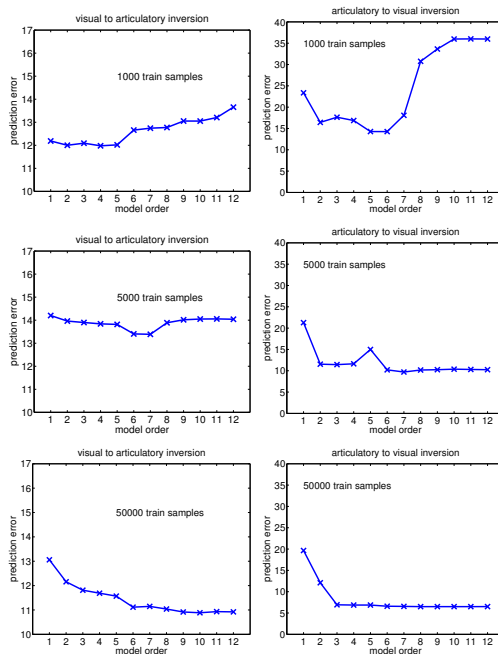 visual to articulatory inversion
17
16
15
14
13
12
11
10
prediction error
1000 train samples
1 2 3 4 5 6 7 8 9 10 11 12
model order
articulatory to visual inversion
40
35
30
25
20
15
10
5
0
prediction error
1000 train samples
1 2 3 4 5 6 7 8 9 10 11 12
model order
visual to articulatory inversion
17
16
15
14
13
12
11
10
prediction error
5000 train samples
1 2 3 4 5 6 7 8 9 10 11 12
model order
articulatory to visual inversion
40
35
30
25
20
15
10
5
0
prediction error
5000 train samples
1 2 3 4 5 6 7 8 9 10 11 12
model order
visual to articulatory inversion
17
16
15
14
13
12
11
10
prediction error
50000 train samples
1 2 3 4 5 6 7 8 9 10 11 12
model order
articulatory to visual inversion
40
35
30
25
20
15
10
5
0
prediction error
50000 train samples
1 2 3 4 5 6 7 8 9 10 11 12
model order